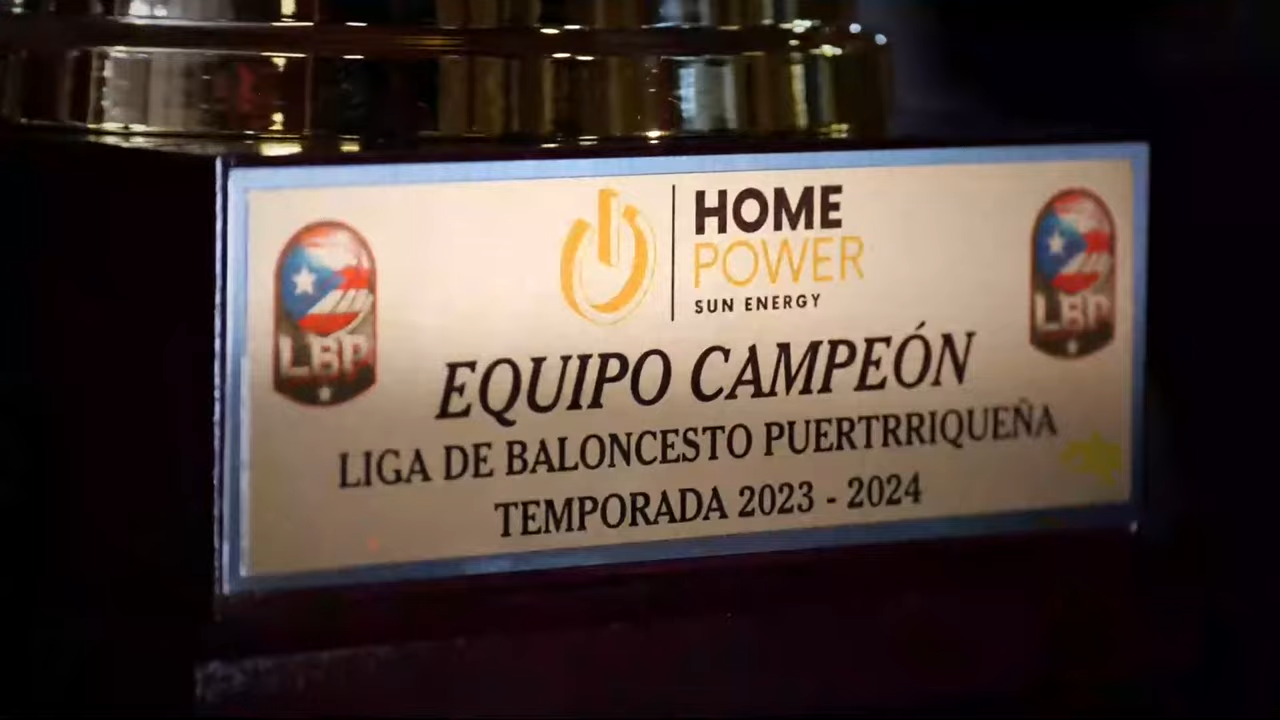 HOME
POWER
SUN ENERGY
LBP
LBP
EQUIPO CAMPEÓN
LIGA DE BALONCESTO PUERTRRIQUEÑA
TEMPORADA 2023 - 2024